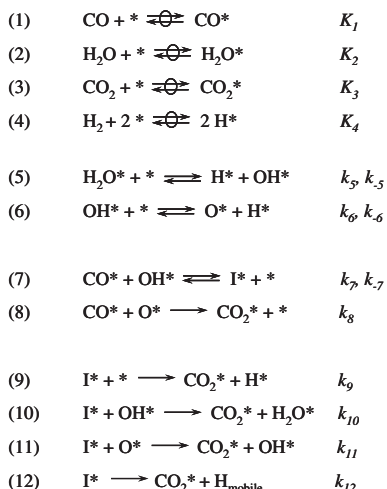 (1) CO + * ⇌ CO* K₁
(2) H₂O + * ⇌ H₂O* K₂
(3) CO₂ + * ⇌ CO₂* K₃
(4) H₂ + 2 * ⇌ 2 H* K₄
(5) H₂O* + * ⇌ H* + OH* k₅, k₋₅
(6) OH* + * ⇌ O* + H* k₆, k₋₆
(7) CO* + OH* ⇌ I* + * k₇, k₋₇
(8) CO* + O* → CO₂* + * k₈
(9) I* + * → CO₂* + H* k₉
(10) I* + OH* → CO₂* + H₂O* k₁₀
(11) I* + O* → CO₂* + OH* k₁₁
(12) I* → CO₂* + Hmobile k₁₂